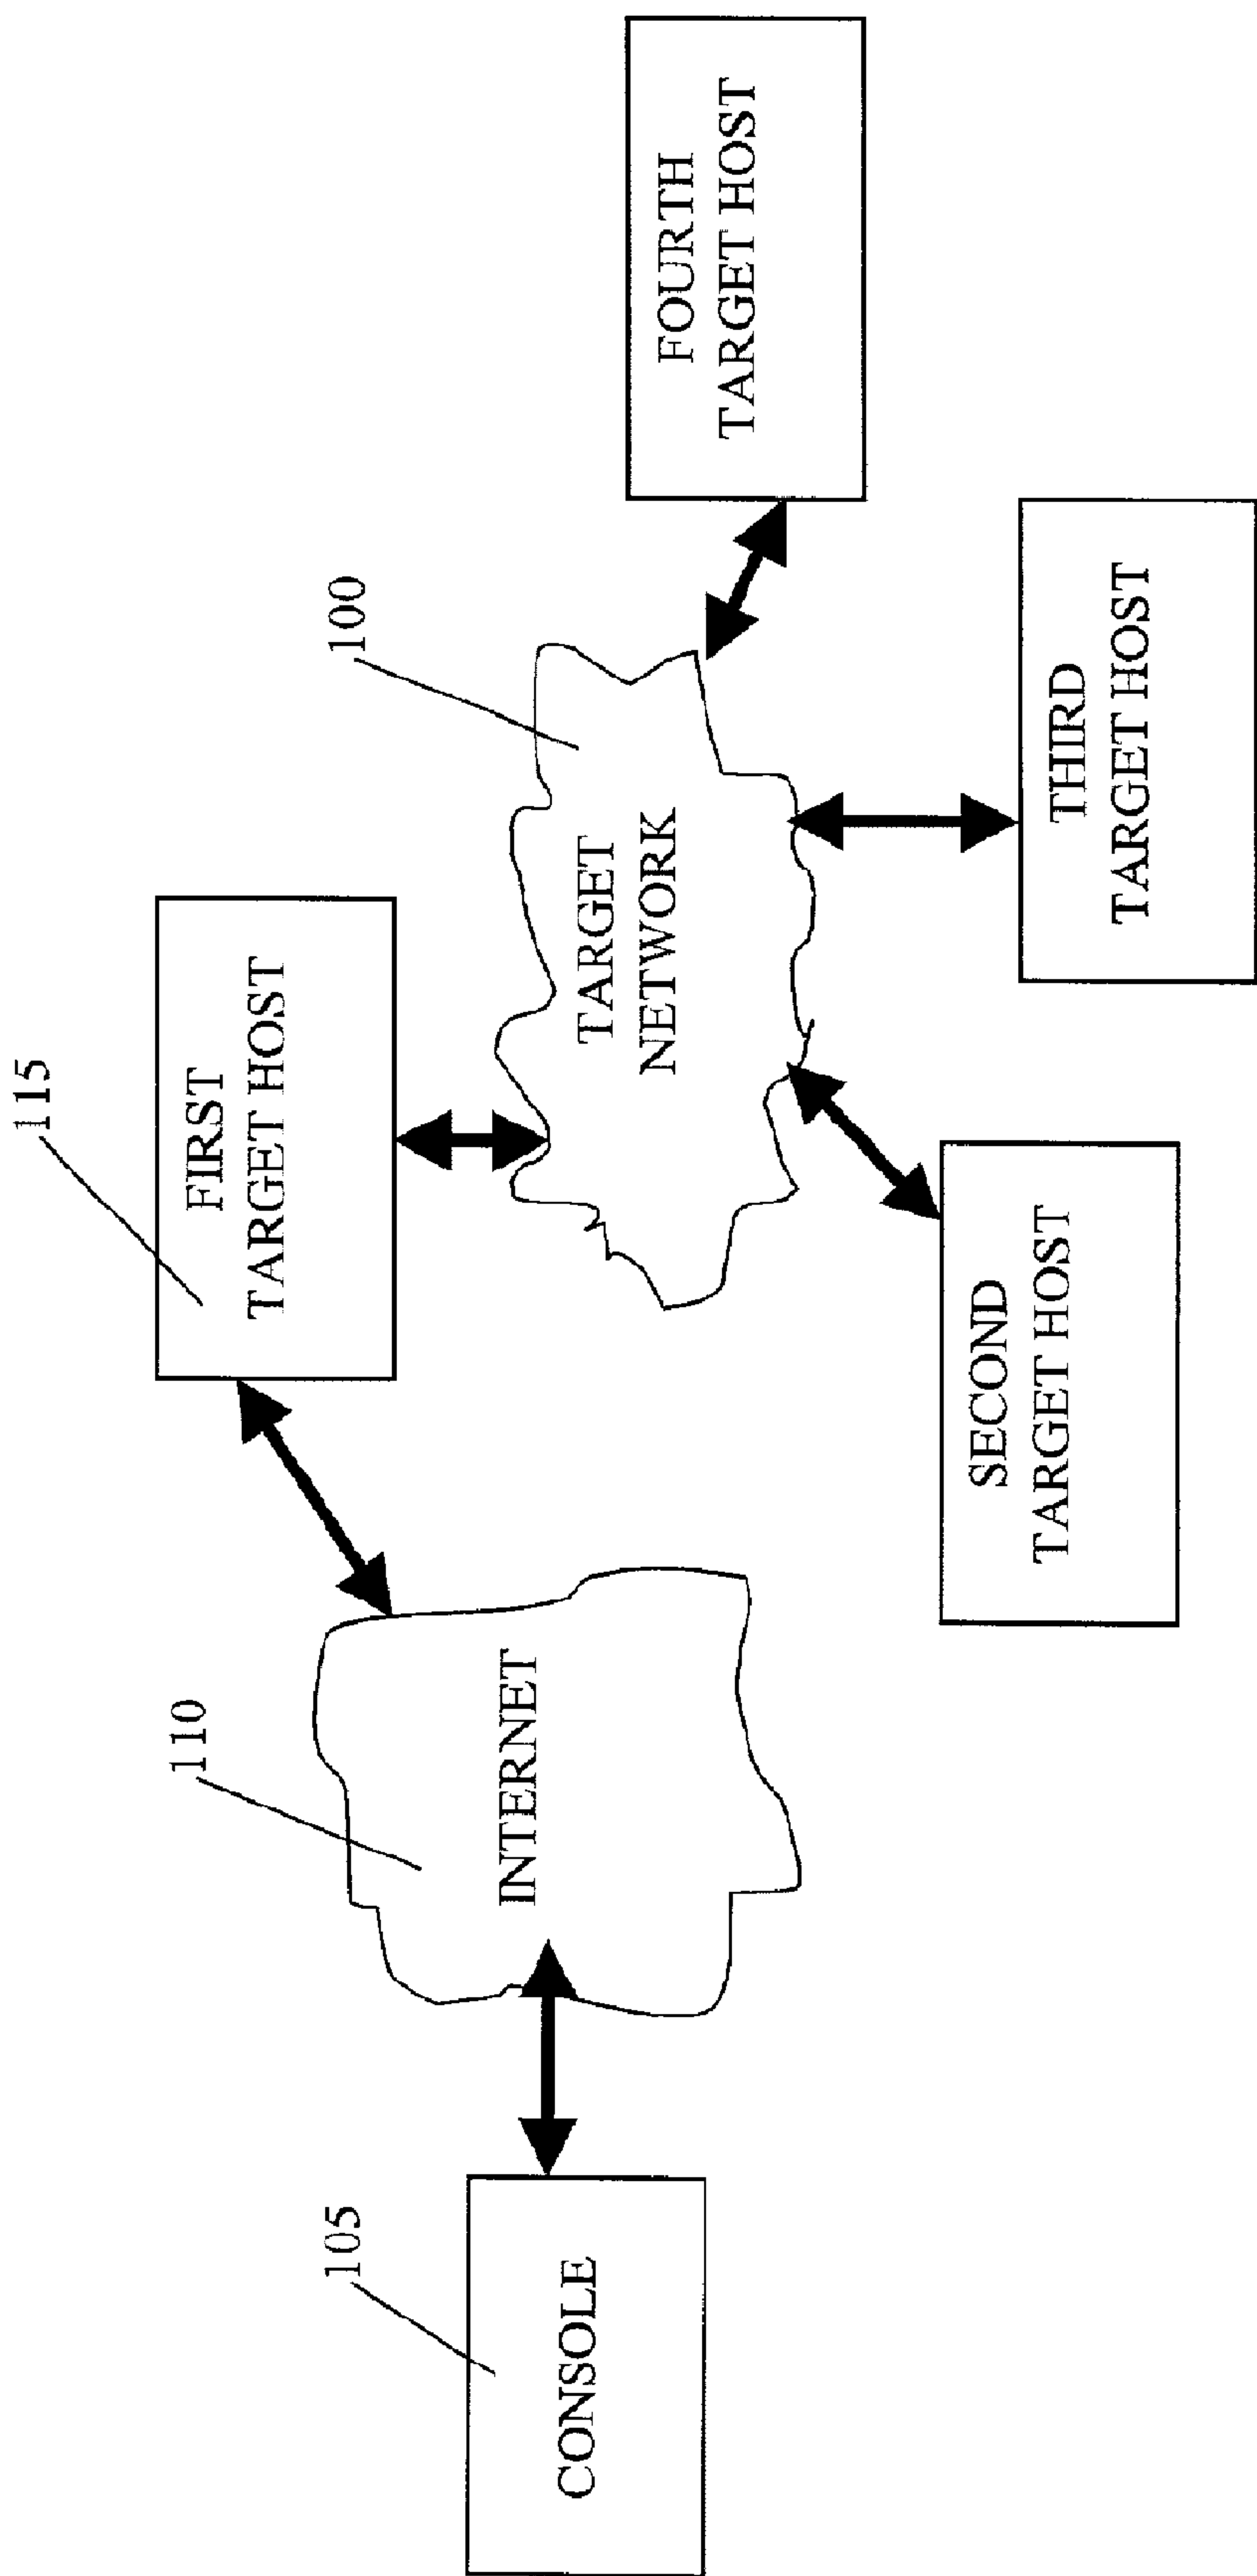 115
FIRST
TARGET HOST
110
INTERNET
105
CONSOLE
100
TARGET
NETWORK
FOURTH
TARGET HOST
SECOND
TARGET HOST
THIRD
TARGET HOST